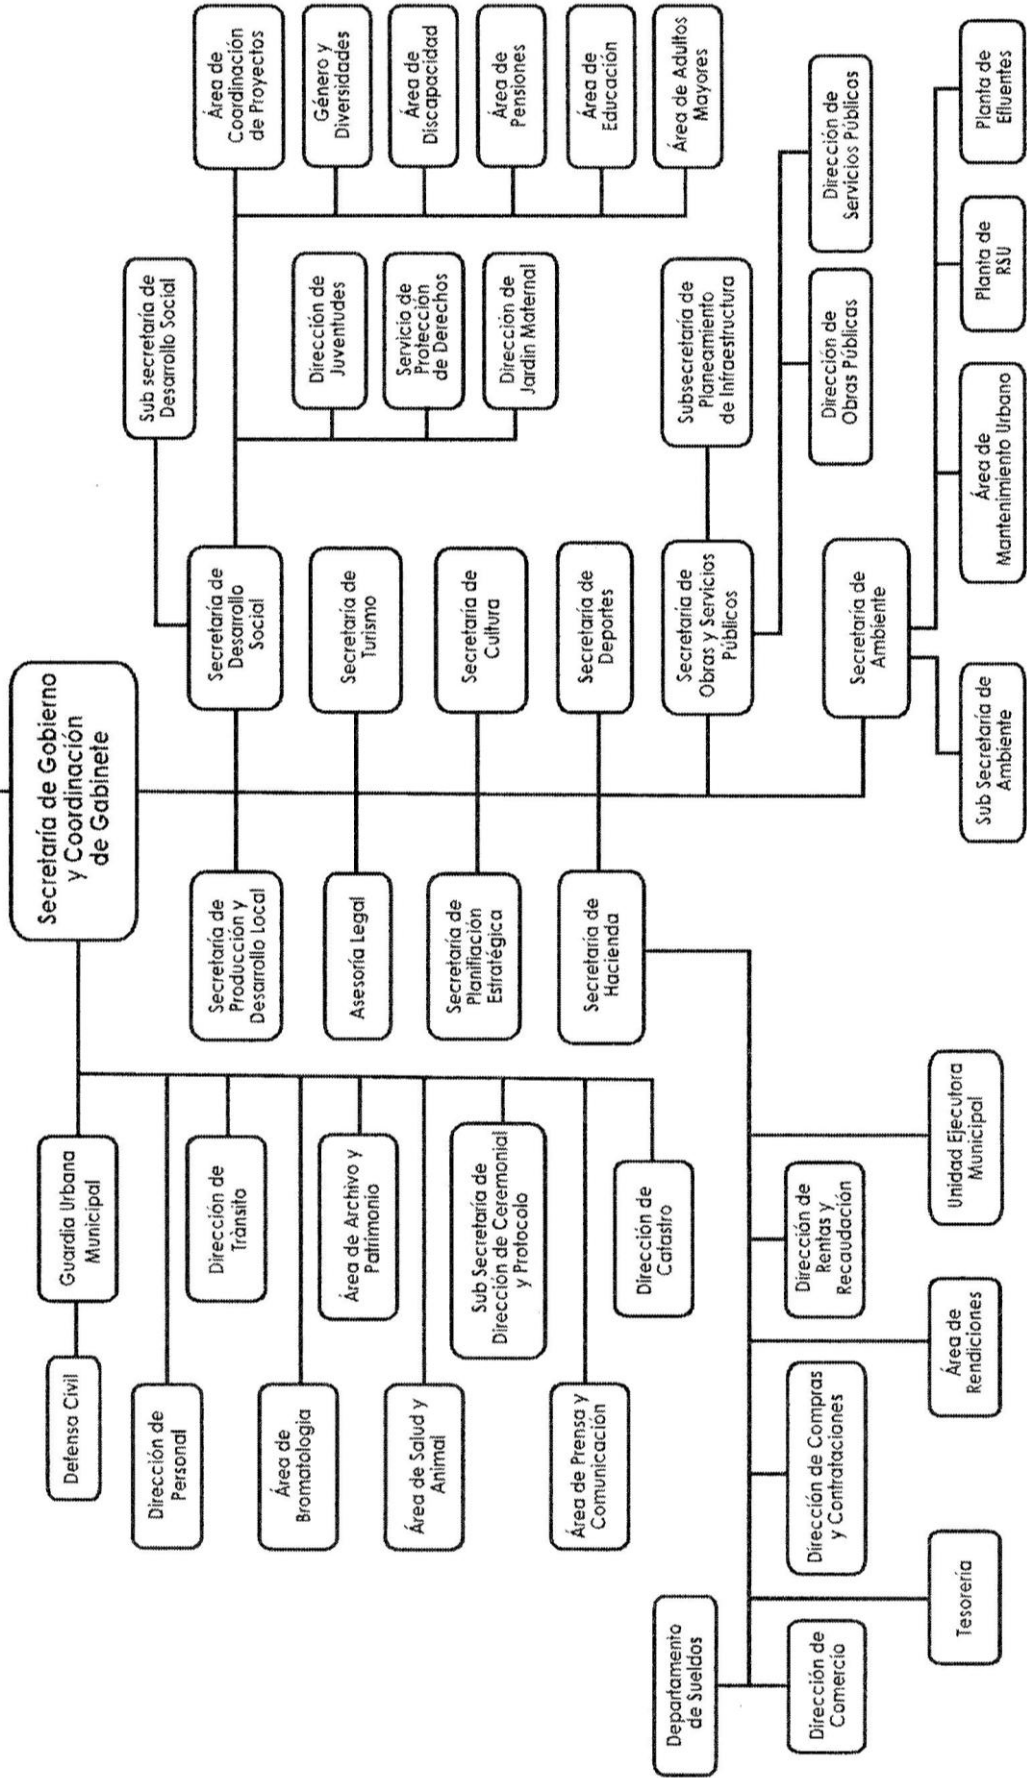 Secretaría de Gobierno
y Coordinación
de Gabinete
Defensa Civil
Guardia Urbana
Municipal
Dirección de
Personal
Dirección de
Trànsito
Área de
Bromatología
Área de Archivo y
Patrimonio
Área de Salud y
Animal
Sub Secretaría de
Dirección de Ceremonial
y Protocolo
Área de Prensa y
Comunicación
Dirección de
Catastro
Secretaría de
Producción y
Desarrollo Local
Asesoría Legal
Secretaría de
Planifiación
Estratégica
Secretaría de
Hacienda
Departamento
de Sueldos
Dirección de
Comercio
Tesorería
Dirección de Compras
y Contrataciones
Área de
Rendiciones
Dirección de
Rentas y
Recaudación
Unidad Ejecutora
Municipal
Sub secretaría de
Desarrollo Social
Secretaría de
Desarrollo
Social
Dirección de
Juventudes
Servicio de
Protección
de Derechos
Dirección de
Jardín Maternal
Área de
Coordinación
de Proyectos
Género y
Diversidades
Área de
Discapacidad
Área de
Pensiones
Área de
Educación
Área de Adultos
Mayores
Secretaría de
Turismo
Secretaría de
Cultura
Secretaría de
Deportes
Secretaría de
Obras y Servicios
Públicos
Subsecretaría de
Planeamiento
de Infraestructura
Dirección de
Obras Públicas
Dirección de
Servicios Públicos
Secretaría de
Ambiente
Sub Secretaría de
Ambiente
Área de
Mantenimiento Urbano
Planta de
RSU
Planta de
Efluentes